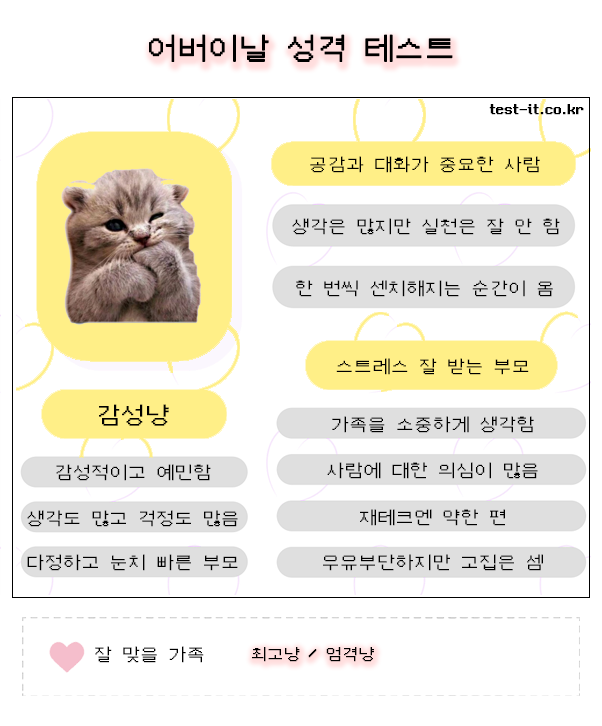 어버이날 성격 테스트
test-it.co.kr
감성냥
감성적이고 예민함
생각도 많고 걱정도 많음
다정하고 눈치 빠른 부모
공감과 대화가 중요한 사람
생각은 많지만 실천은 잘 안 함
한 번씩 센치해지는 순간이 옴
스트레스 잘 받는 부모
가족을 소중하게 생각함
사람에 대한 의심이 많음
재테크엔 약한 편
우유부단하지만 고집은 셈
잘 맞을 가족 최고냥 / 엄격냥